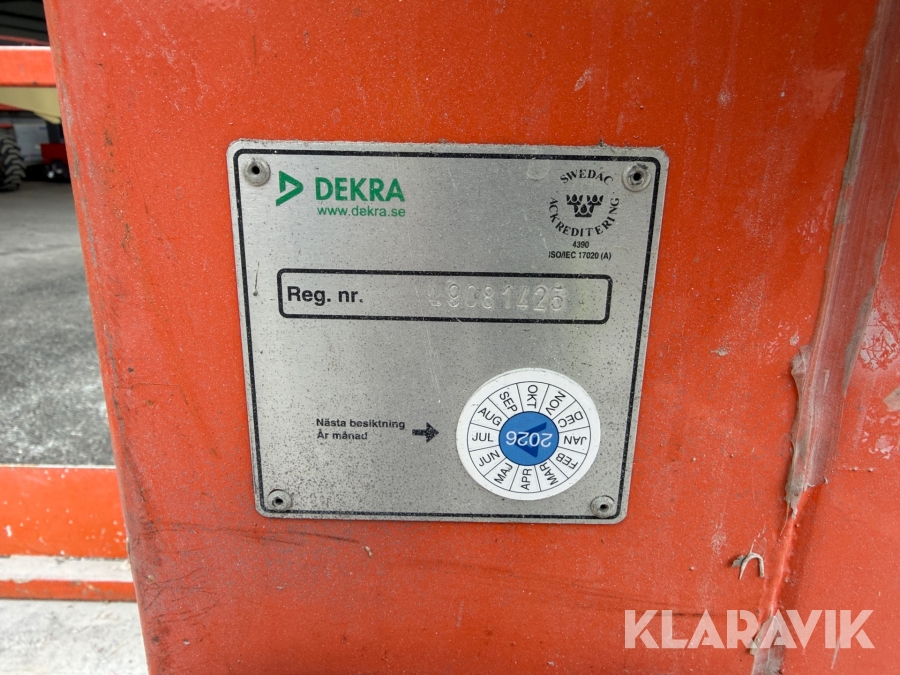 DEKRA
www.dekra.se
SWEDAC
ACKREDITERING
4390
ISO/IEC 17020 (A)
Reg. nr. 49081425
Nästa besiktning
År månad
JAN
FEB
MAR
APR
MAJ
JUN
JUL
AUG
SEP
OKT
NOV
DEC
2026
KLARAVIK